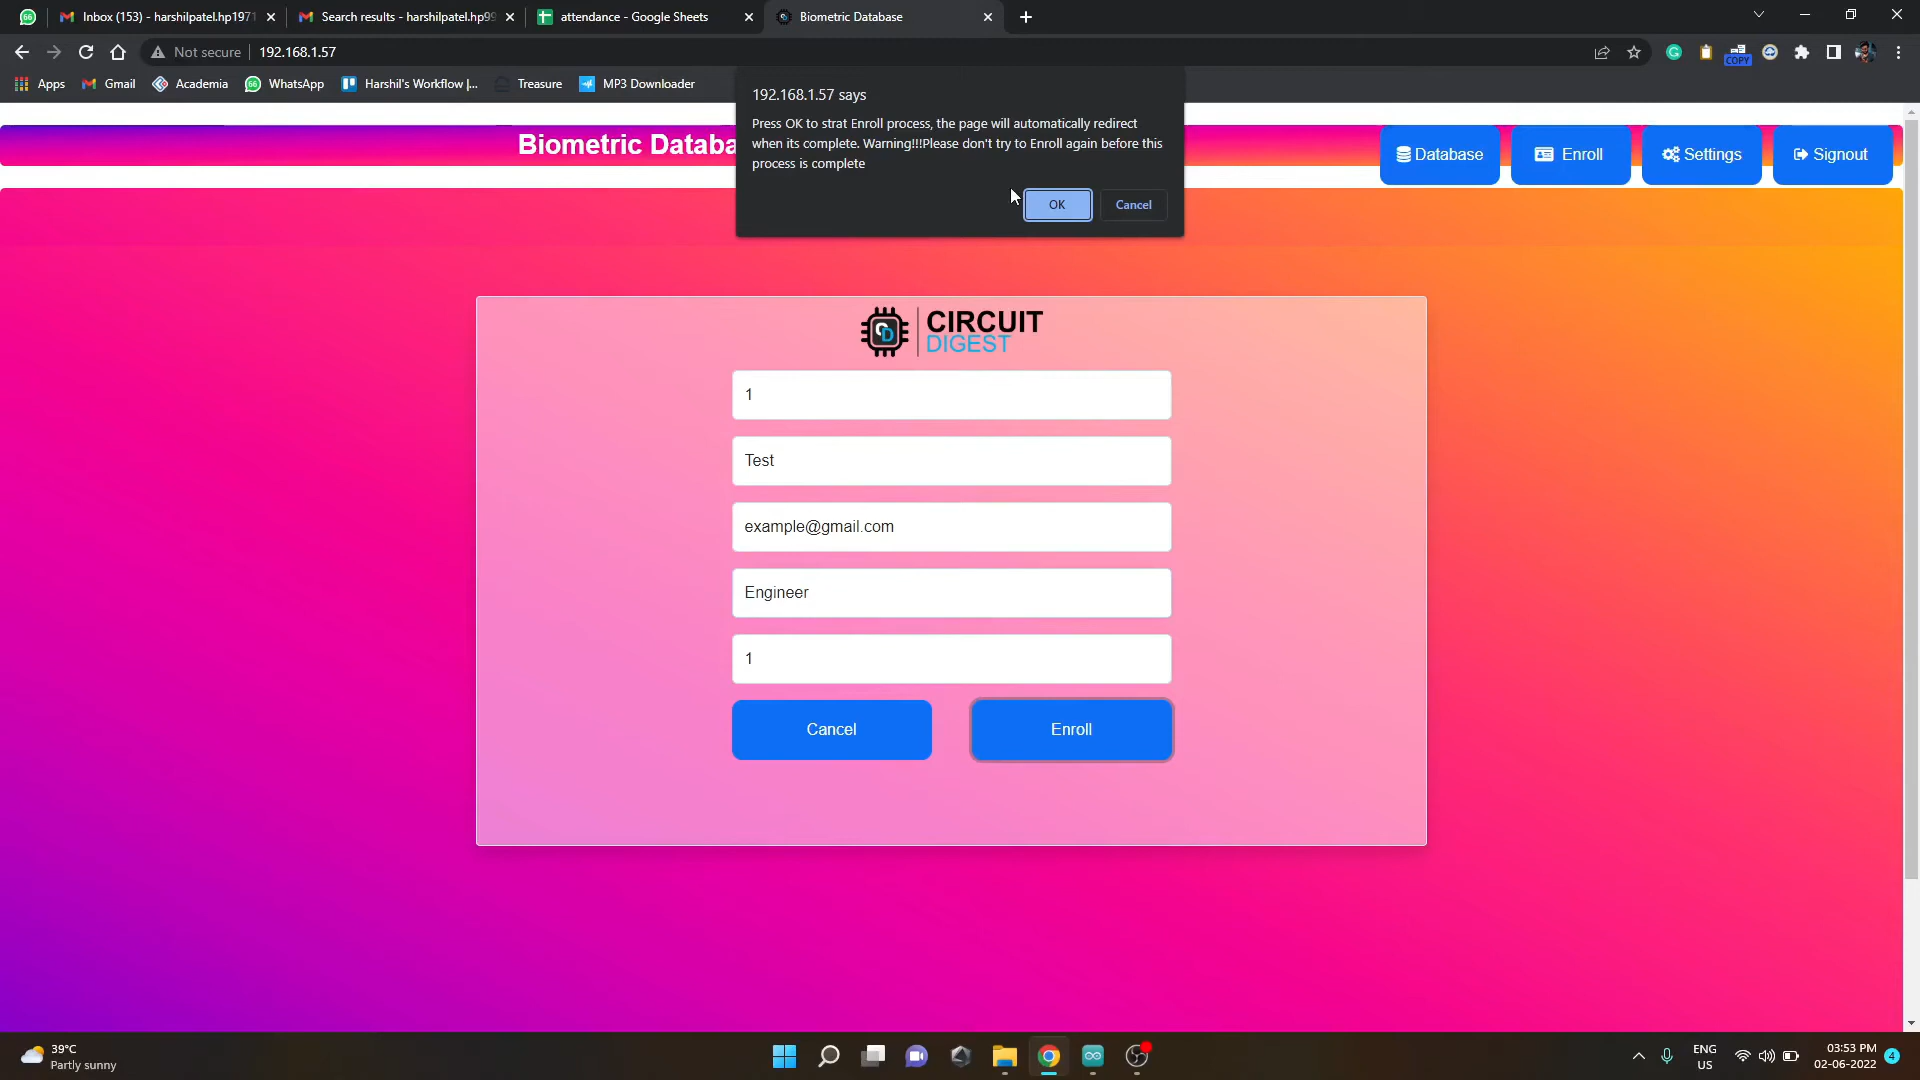 Inbox (153) - harshilpatel.hp1971
Search results - harshilpatel.hp99
attendance - Google Sheets
Biometric Database
Not secure
192.168.1.57
COPY
Apps
Gmail
Academia
WhatsApp
Harshil's Workflow |...
Treasure
MP3 Downloader
192.168.1.57 says
Press OK to strat Enroll process, the page will automatically redirect
when its complete. Warning!!!Please don't try to Enroll again before this
process is complete
OK
Cancel
Biometric Databa
Database
Enroll
Settings
Signout
CIRCUIT
DIGEST
1
Test
example@gmail.com
Engineer
1
Cancel
Enroll
39°C
Partly sunny
ENG
US
03:53 PM
02-06-2022
4